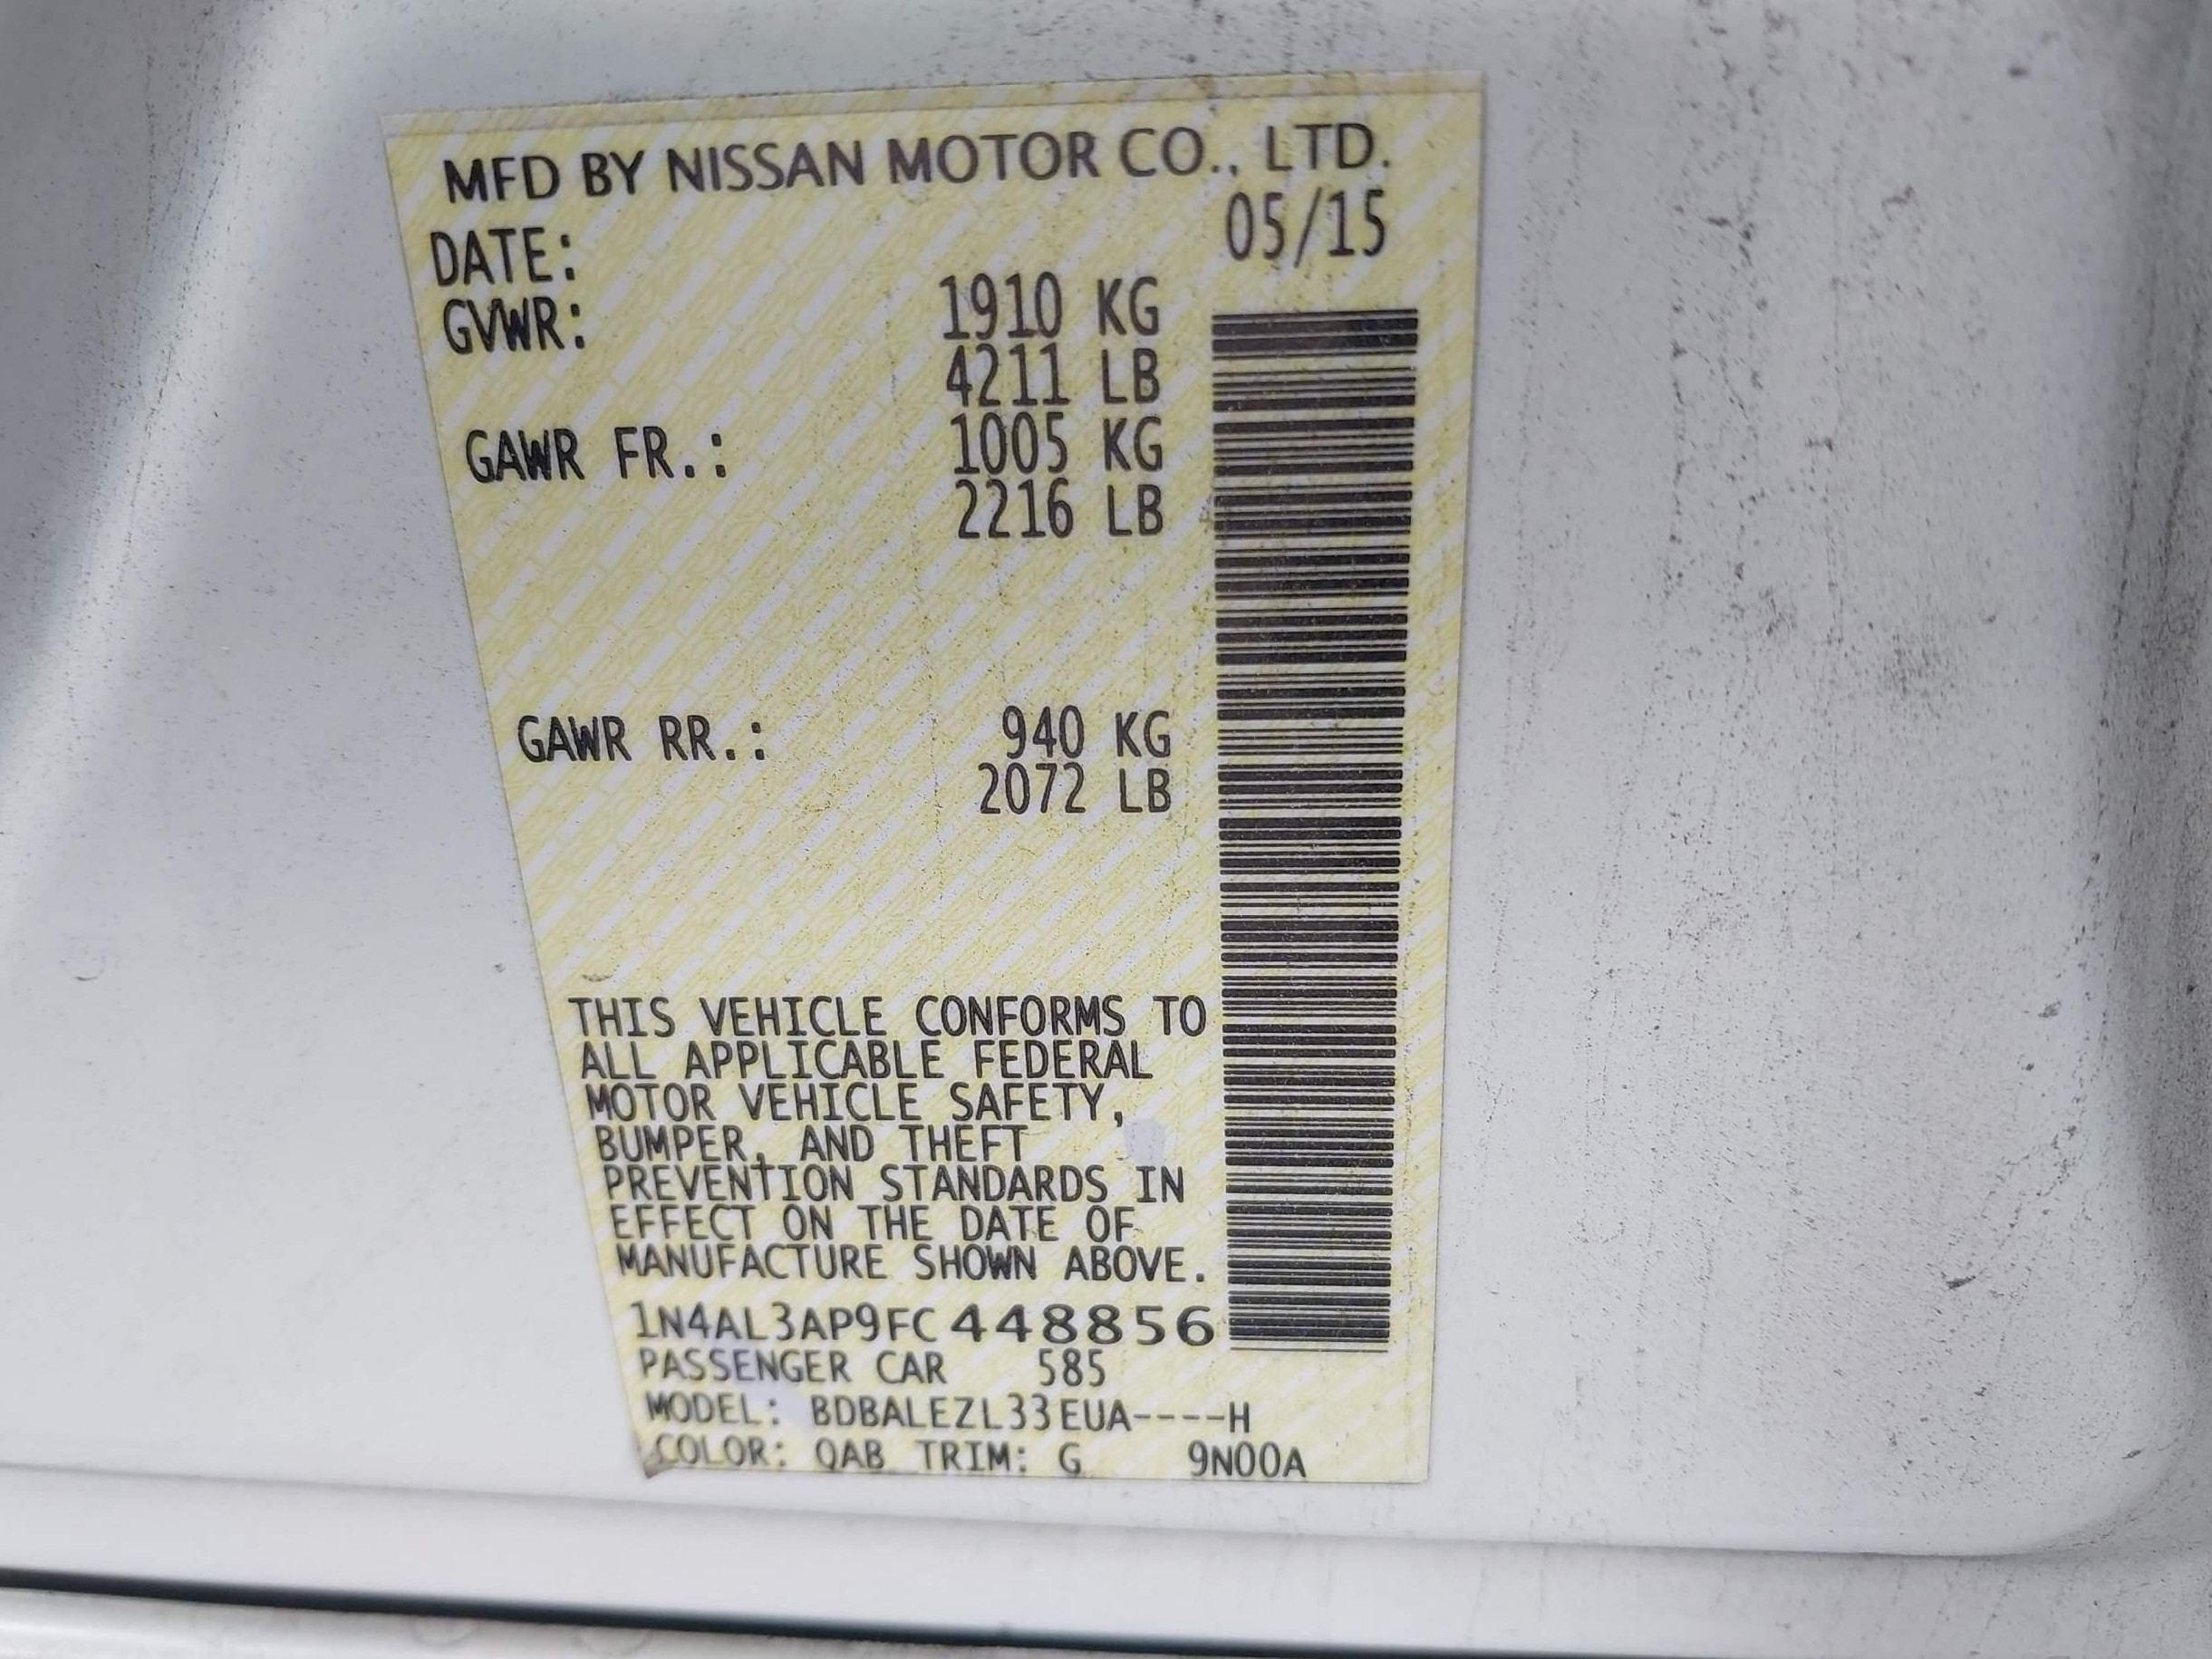 MFD BY NISSAN MOTOR CO., LTD.
DATE: 05/15
GVWR: 1910 KG
4211 LB
GAWR FR.: 1005 KG
2216 LB
GAWR RR.: 940 KG
2072 LB
THIS VEHICLE CONFORMS TO
ALL APPLICABLE FEDERAL
MOTOR VEHICLE SAFETY,
BUMPER, AND THEFT
PREVENTION STANDARDS IN
EFFECT ON THE DATE OF
MANUFACTURE SHOWN ABOVE.
1N4AL3AP9FC448856
PASSENGER CAR 585
MODEL: BDBALEZL33EUA----H
COLOR: QAB TRIM: G 9N00A